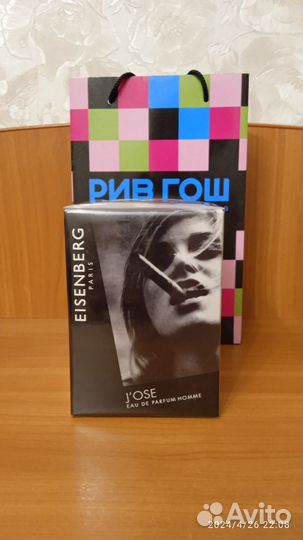 РИВ ГОШ
EISENBERG
PARIS
J'OSE
EAU DE PARFUM HOMME
2024/4/26 22:08
Avito